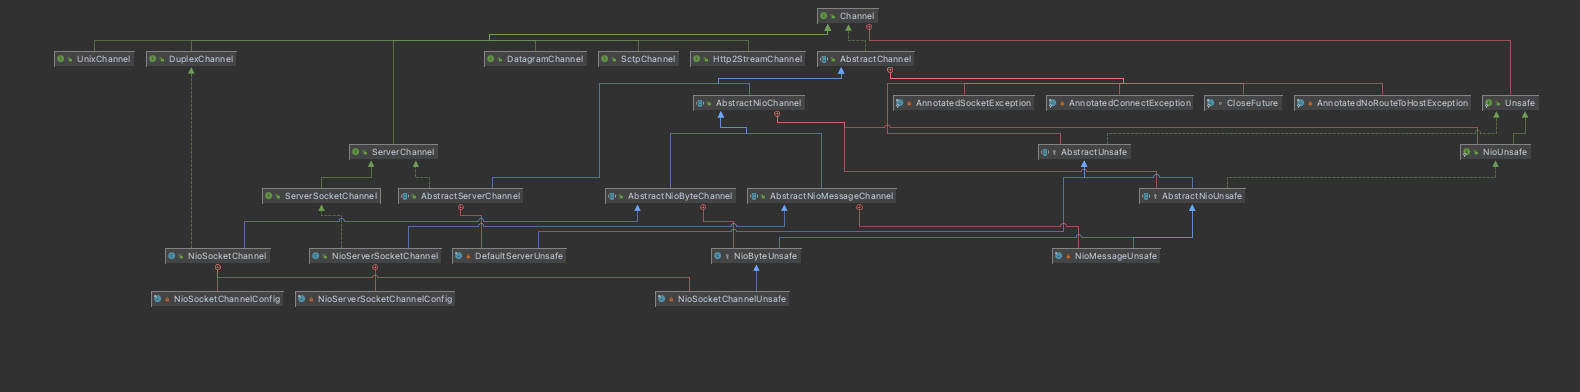 Channel
UnixChannel
DuplexChannel
DatagramChannel
SctpChannel
Http2StreamChannel
AbstractChannel
AbstractNioChannel
AnnotatedSocketException
AnnotatedConnectException
CloseFuture
AnnotatedNoRouteToHostException
Unsafe
ServerChannel
AbstractUnsafe
NioUnsafe
ServerSocketChannel
AbstractServerChannel
AbstractNioByteChannel
AbstractNioMessageChannel
AbstractNioUnsafe
NioSocketChannel
NioServerSocketChannel
DefaultServerUnsafe
NioByteUnsafe
NioMessageUnsafe
NioSocketChannelConfig
NioServerSocketChannelConfig
NioSocketChannelUnsafe